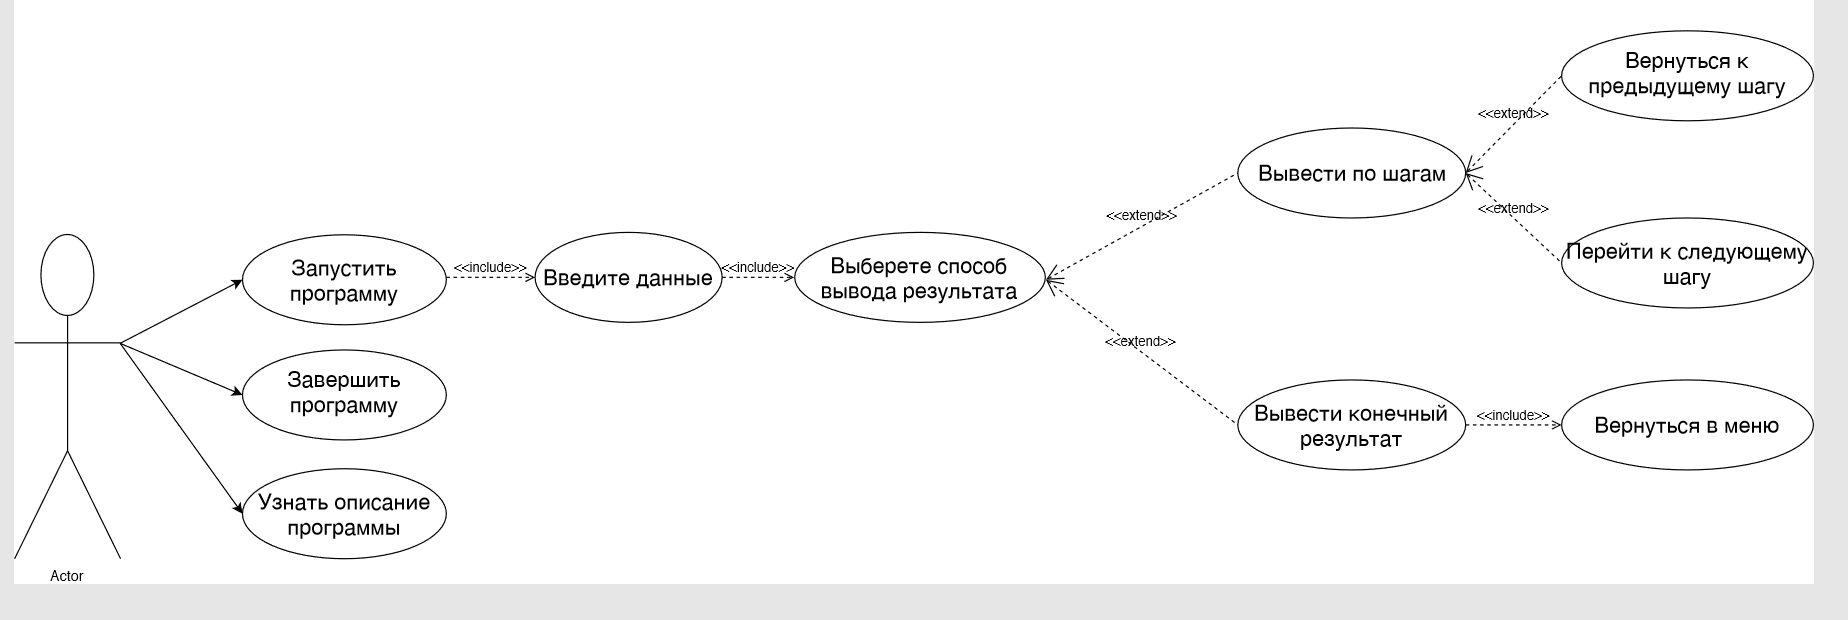 Вернуться к
предыдущему шагу
<<extend>>
Вывести по шагам
<<extend>>
<<extend>>
Перейти к следующему
шагу
Запустить
программу
<<include>>
Введите данные
<<include>>
Выберете способ
вывода результата
<<extend>>
Завершить
программу
Вывести конечный
результат
<<include>>
Вернуться в меню
Узнать описание
программы
Actor